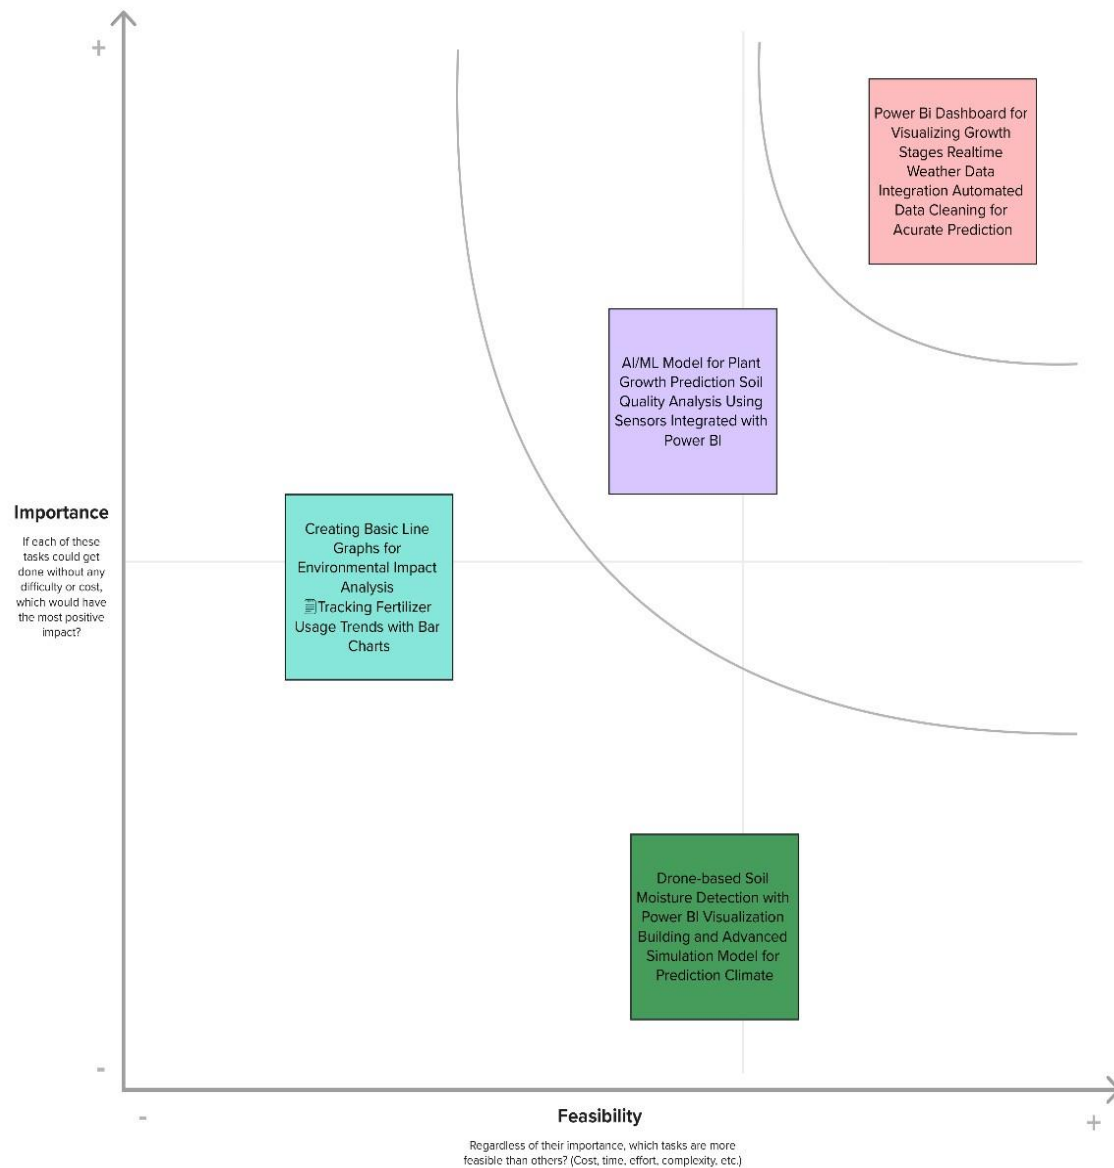 +
Power Bi Dashboard for
Visualizing Growth
Stages Realtime
Weather Data
Integration Automated
Data Cleaning for
Acurate Prediction
AI/ML Model for Plant
Growth Prediction Soil
Quality Analysis Using
Sensors Integrated with
Power BI
Importance
If each of these
tasks could get
done without any
difficulty or cost,
which would have
the most positive
impact?
Creating Basic Line
Graphs for
Environmental Impact
Analysis
Tracking Fertilizer
Usage Trends with Bar
Charts
Drone-based Soil
Moisture Detection with
Power BI Visualization
Building and Advanced
Simulation Model for
Prediction Climate
-
-
Feasibility
+
Regardless of their importance, which tasks are more
feasible than others? (Cost, time, effort, complexity, etc.)